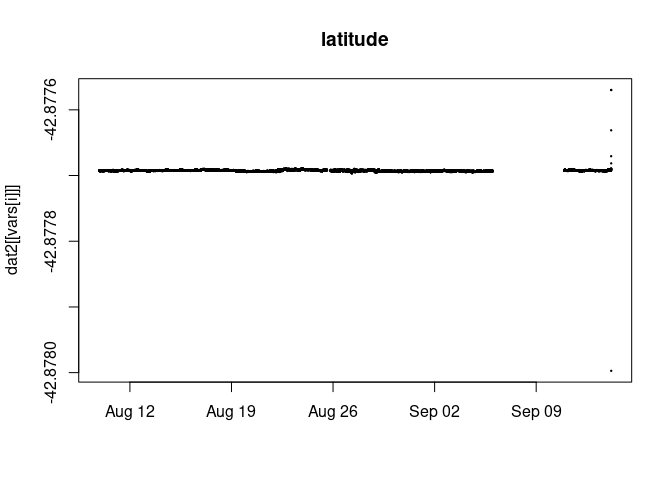 latitude
dat2[[vars[i]]]
-42.8776
-42.8778
-42.8780
Aug 12
Aug 19
Aug 26
Sep 02
Sep 09